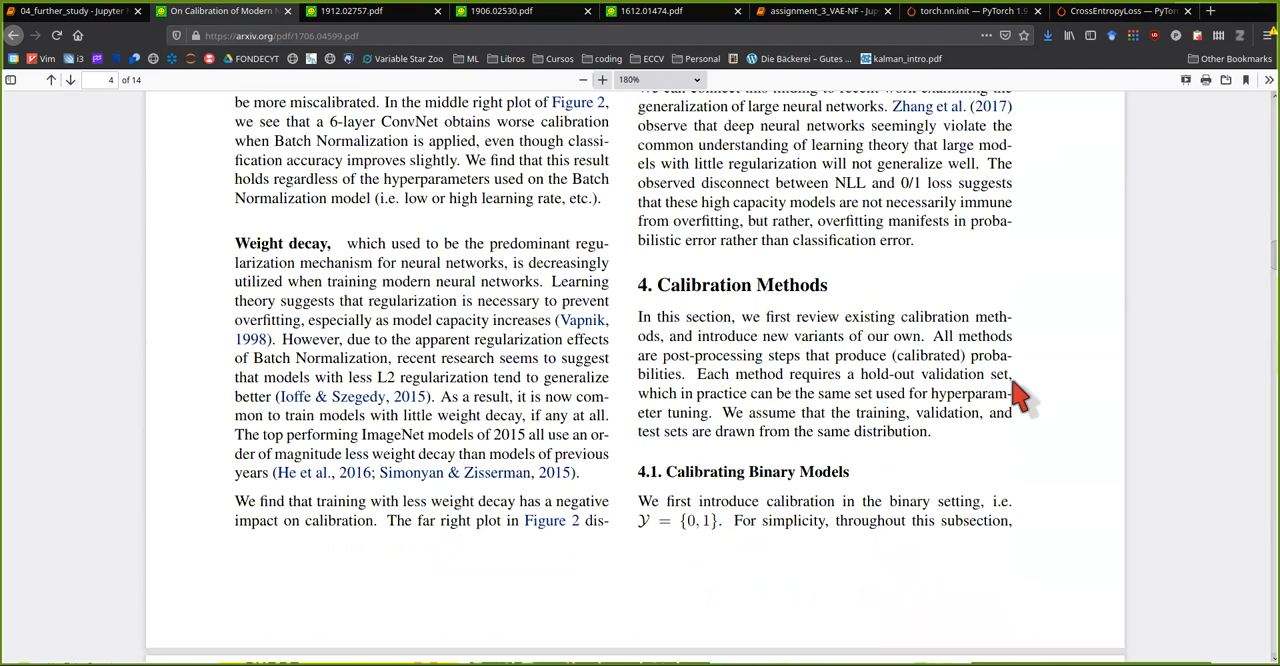 04_further_study - Jupyter N
On Calibration of Modern N
1912.02757.pdf
1906.02530.pdf
1612.01474.pdf
assignment_3_VAE-NF - Jup
torch.nn.init — PyTorch 1.9
CrossEntropyLoss — PyTor
https://arxiv.org/pdf/1706.04599.pdf
Vim
i3
FONDECYT
Variable Star Zoo
ML
Libros
Cursos
coding
ECCV
Personal
Die Bäckerei – Gutes ...
kalman_intro.pdf
Other Bookmarks
4 of 14
180%
be more miscalibrated. In the middle right plot of Figure 2,
we see that a 6-layer ConvNet obtains worse calibration
when Batch Normalization is applied, even though classi-
fication accuracy improves slightly. We find that this result
holds regardless of the hyperparameters used on the Batch
Normalization model (i.e. low or high learning rate, etc.).
Weight decay, which used to be the predominant regu-
larization mechanism for neural networks, is decreasingly
utilized when training modern neural networks. Learning
theory suggests that regularization is necessary to prevent
overfitting, especially as model capacity increases (Vapnik,
1998). However, due to the apparent regularization effects
of Batch Normalization, recent research seems to suggest
that models with less L2 regularization tend to generalize
better (Ioffe & Szegedy, 2015). As a result, it is now com-
mon to train models with little weight decay, if any at all.
The top performing ImageNet models of 2015 all use an or-
der of magnitude less weight decay than models of previous
years (He et al., 2016; Simonyan & Zisserman, 2015).
We find that training with less weight decay has a negative
impact on calibration. The far right plot in Figure 2 dis-
We can connect this finding to recent work examining the
generalization of large neural networks. Zhang et al. (2017)
observe that deep neural networks seemingly violate the
common understanding of learning theory that large mod-
els with little regularization will not generalize well. The
observed disconnect between NLL and 0/1 loss suggests
that these high capacity models are not necessarily immune
from overfitting, but rather, overfitting manifests in proba-
bilistic error rather than classification error.
4. Calibration Methods
In this section, we first review existing calibration meth-
ods, and introduce new variants of our own. All methods
are post-processing steps that produce (calibrated) proba-
bilities. Each method requires a hold-out validation set,
which in practice can be the same set used for hyperparam-
eter tuning. We assume that the training, validation, and
test sets are drawn from the same distribution.
4.1. Calibrating Binary Models
We first introduce calibration in the binary setting, i.e.
𝒴 = {0, 1}. For simplicity, throughout this subsection,